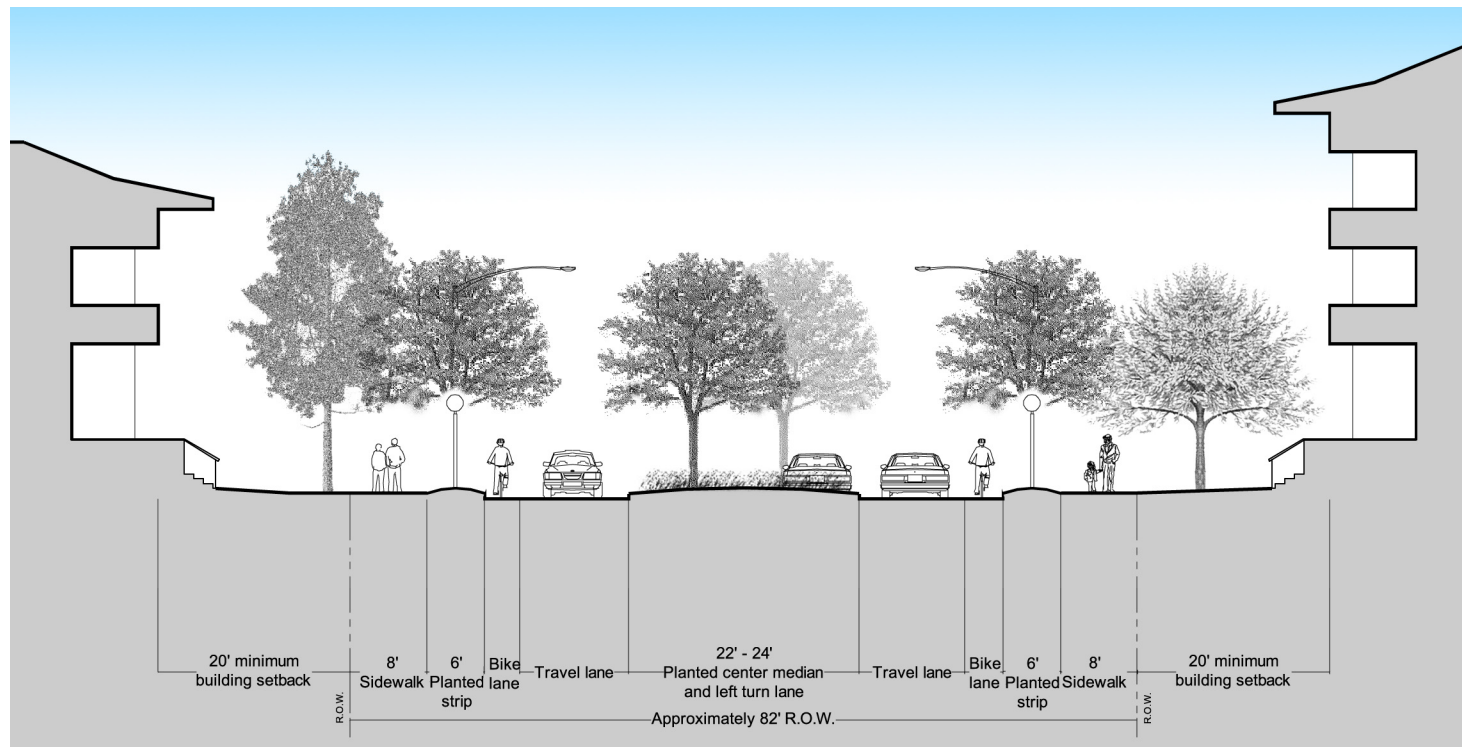 20' minimum
building setback
8'
Sidewalk
6'
Planted
strip
Bike
lane
Travel lane
22' - 24'
Planted center median
and left turn lane
Travel lane
Bike
lane
6'
Planted
strip
8'
Sidewalk
20' minimum
building setback
R.O.W.
Approximately 82' R.O.W.
R.O.W.